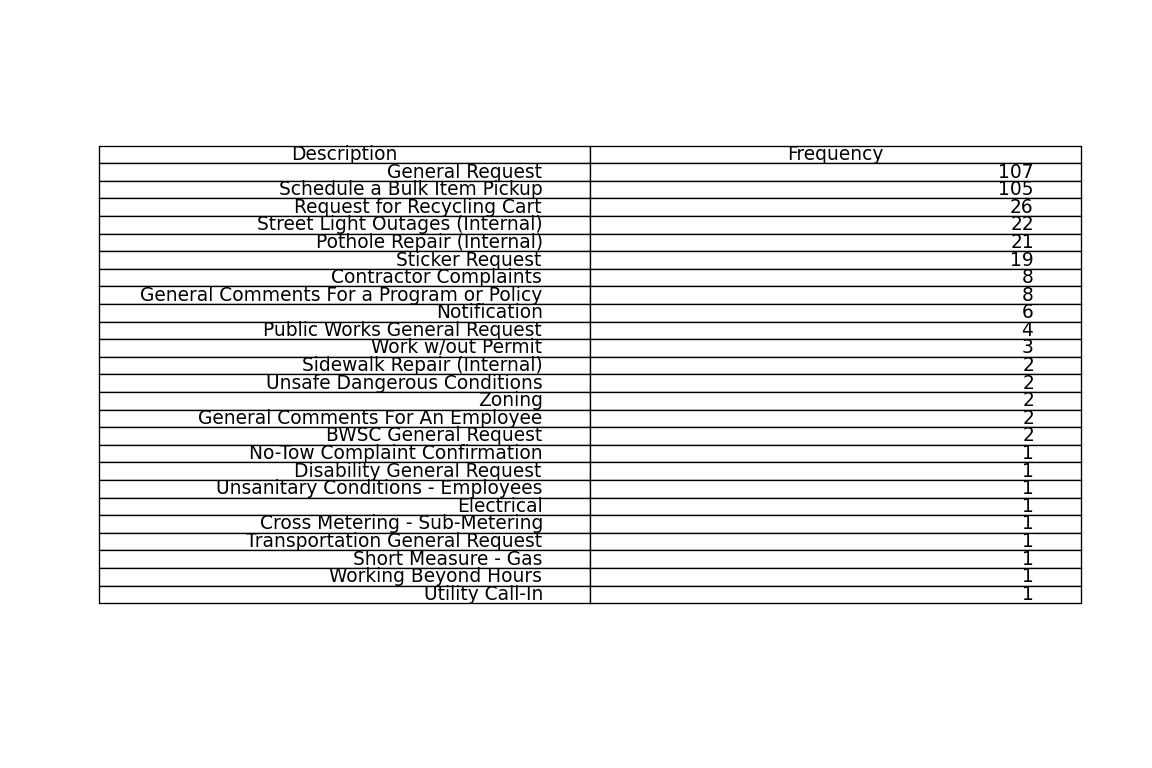 Description Frequency
General Request 107
Schedule a Bulk Item Pickup 105
Request for Recycling Cart 26
Street Light Outages (Internal) 22
Pothole Repair (Internal) 21
Sticker Request 19
Contractor Complaints 8
General Comments For a Program or Policy 8
Notification 6
Public Works General Request 4
Work w/out Permit 3
Sidewalk Repair (Internal) 2
Unsafe Dangerous Conditions 2
Zoning 2
General Comments For An Employee 2
BWSC General Request 2
No-Tow Complaint Confirmation 1
Disability General Request 1
Unsanitary Conditions - Employees 1
Electrical 1
Cross Metering - Sub-Metering 1
Transportation General Request 1
Short Measure - Gas 1
Working Beyond Hours 1
Utility Call-In 1